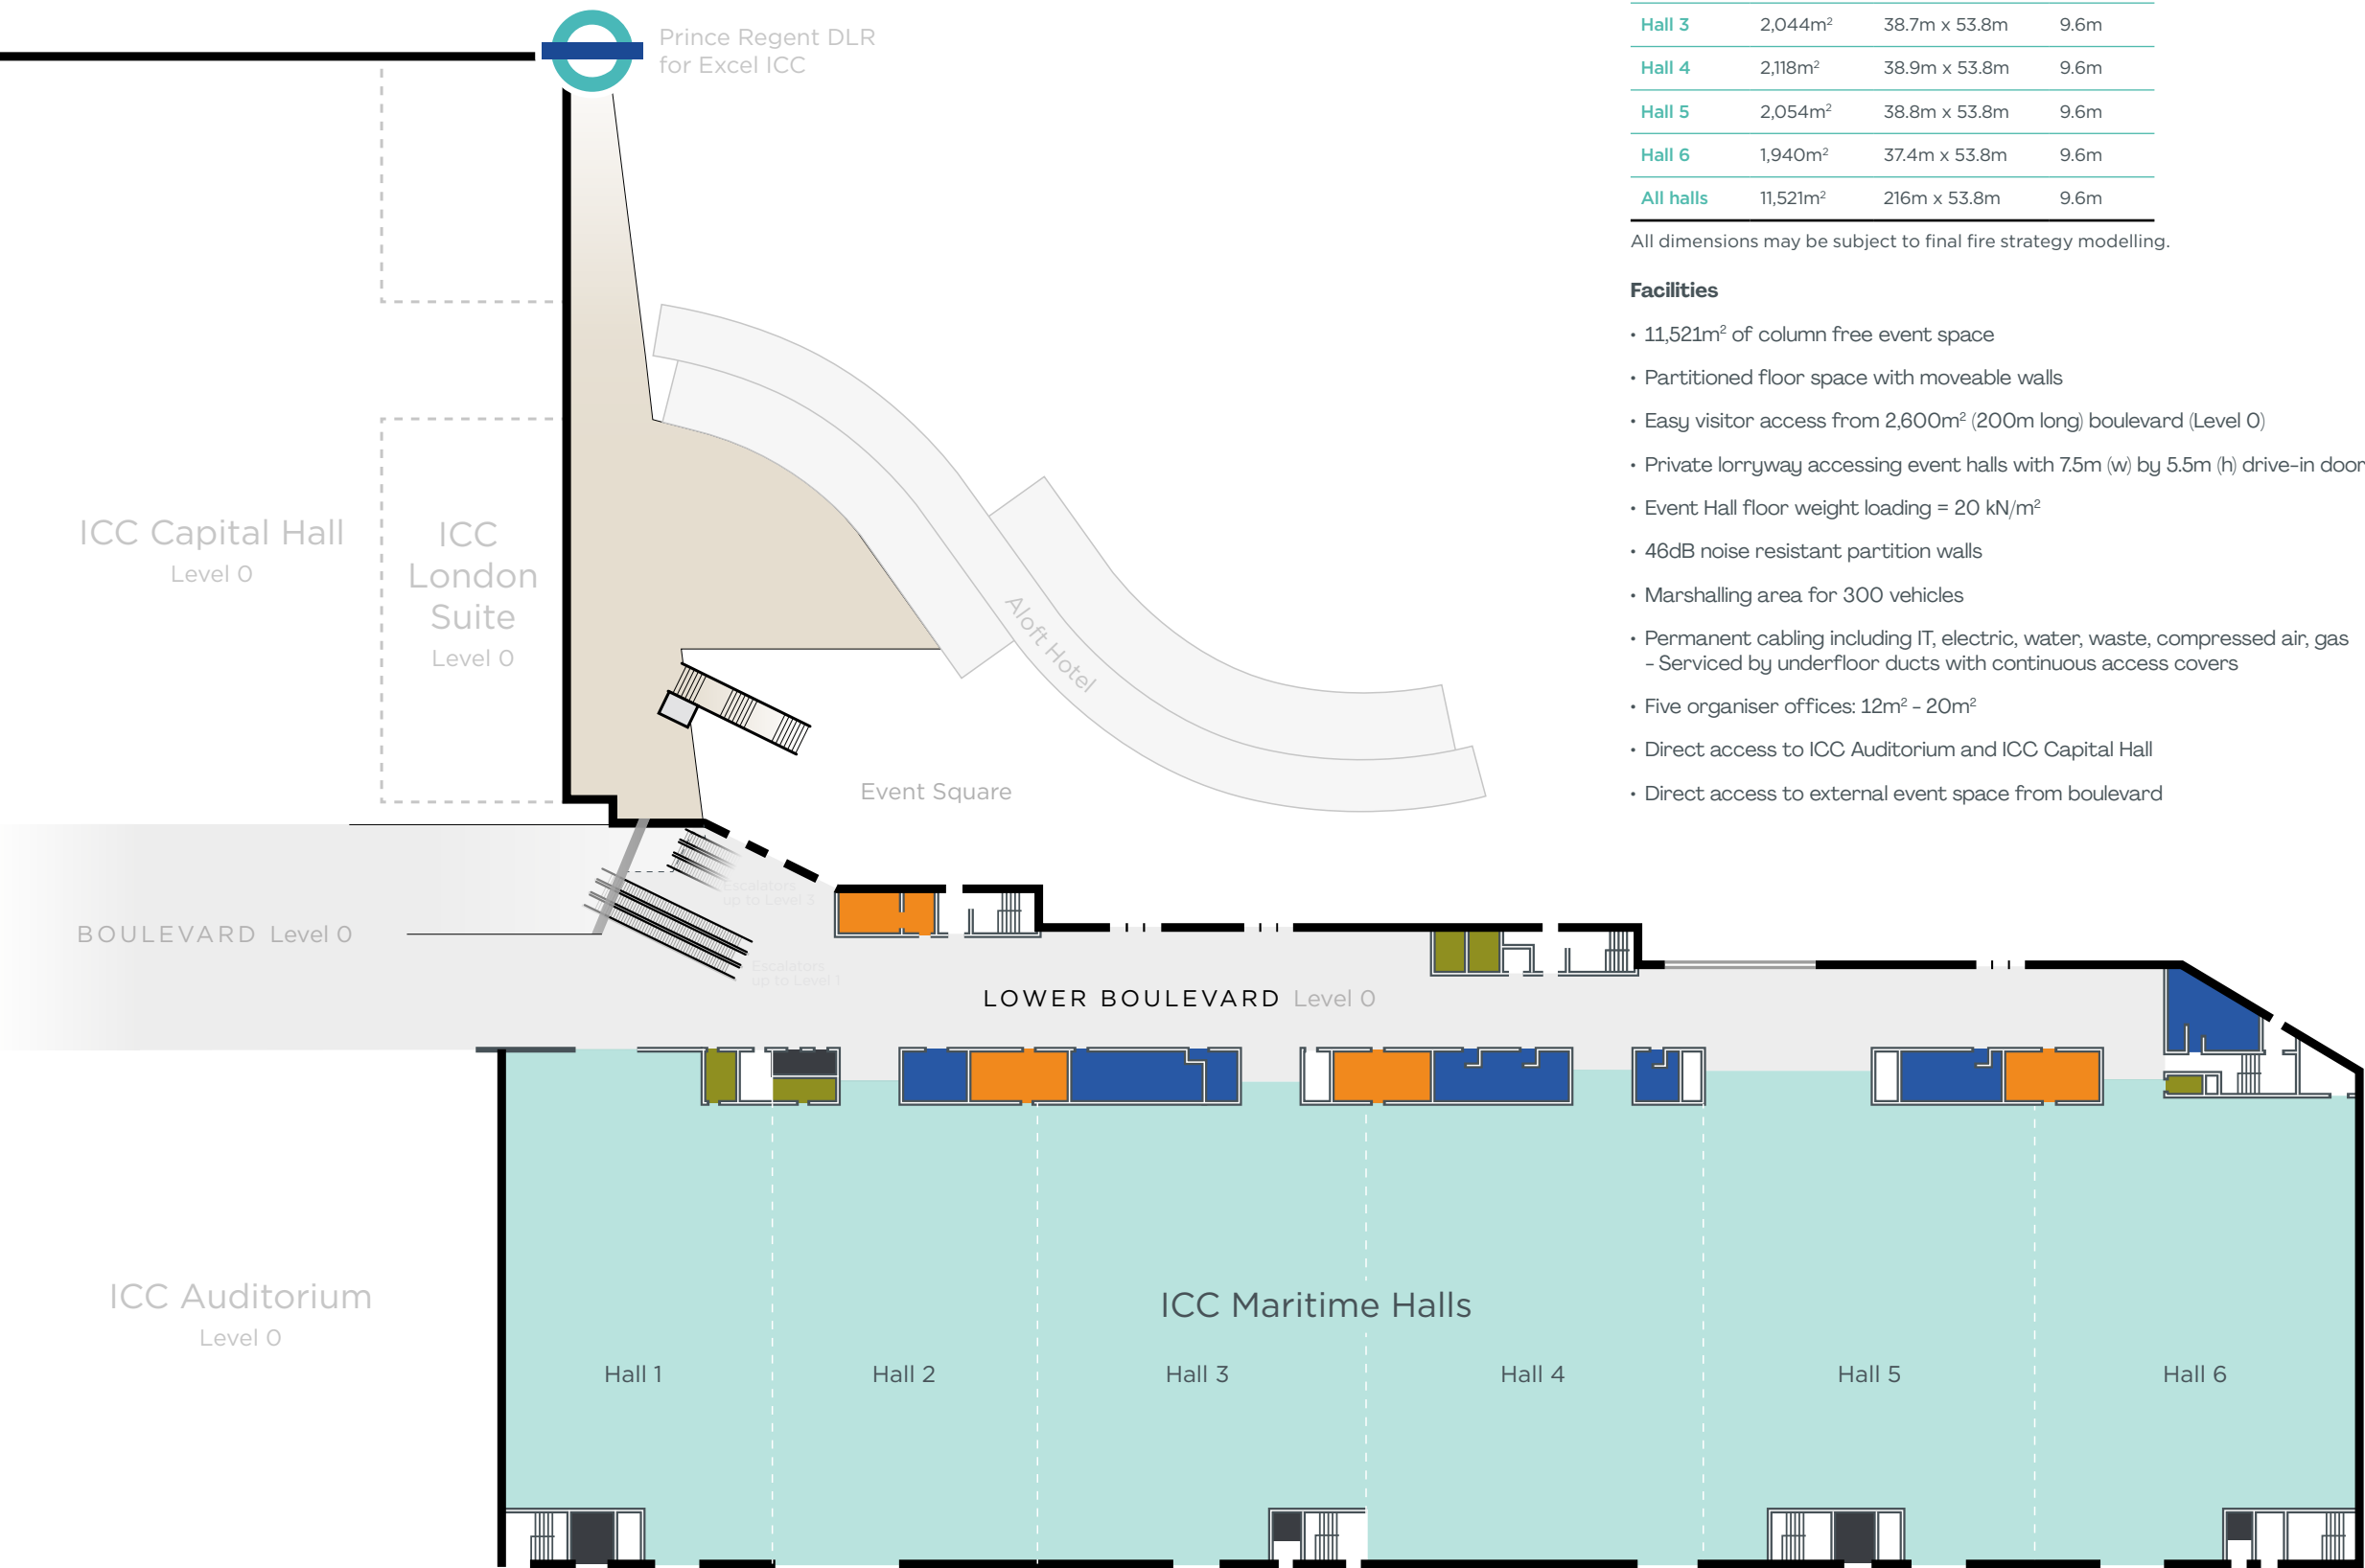 Prince Regent DLR
for Excel ICC
Hall 3 2,044m² 38.7m x 53.8m 9.6m
Hall 4 2,118m² 38.9m x 53.8m 9.6m
Hall 5 2,054m² 38.8m x 53.8m 9.6m
Hall 6 1,940m² 37.4m x 53.8m 9.6m
All halls 11,521m² 216m x 53.8m 9.6m
All dimensions may be subject to final fire strategy modelling.
Facilities
• 11,521m² of column free event space
• Partitioned floor space with moveable walls
• Easy visitor access from 2,600m² (200m long) boulevard (Level 0)
• Private lorryway accessing event halls with 7.5m (w) by 5.5m (h) drive-in door
• Event Hall floor weight loading = 20 kN/m²
• 46dB noise resistant partition walls
• Marshalling area for 300 vehicles
• Permanent cabling including IT, electric, water, waste, compressed air, gas
- Serviced by underfloor ducts with continuous access covers
• Five organiser offices: 12m² - 20m²
• Direct access to ICC Auditorium and ICC Capital Hall
• Direct access to external event space from boulevard
ICC Capital Hall
Level 0
ICC
London
Suite
Level 0
Aloft Hotel
Event Square
Escalators
up to Level 3
BOULEVARD Level 0
Escalators
up to Level 1
LOWER BOULEVARD Level 0
ICC Auditorium
Level 0
ICC Maritime Halls
Hall 1
Hall 2
Hall 3
Hall 4
Hall 5
Hall 6